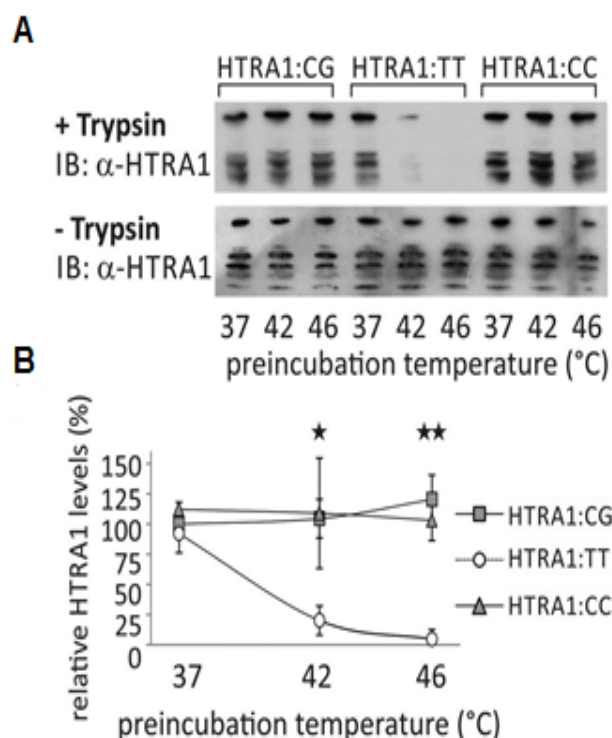 A
HTRA1:CG HTRA1:TT HTRA1:CC
+ Trypsin
IB: α-HTRA1
- Trypsin
IB: α-HTRA1
37 42 46 37 42 46 37 42 46
preincubation temperature (°C)
B
relative HTRA1 levels (%)
★ ★★
150
125
100
75
50
25
0
HTRA1:CG
HTRA1:TT
HTRA1:CC
37 42 46
preincubation temperature (°C)